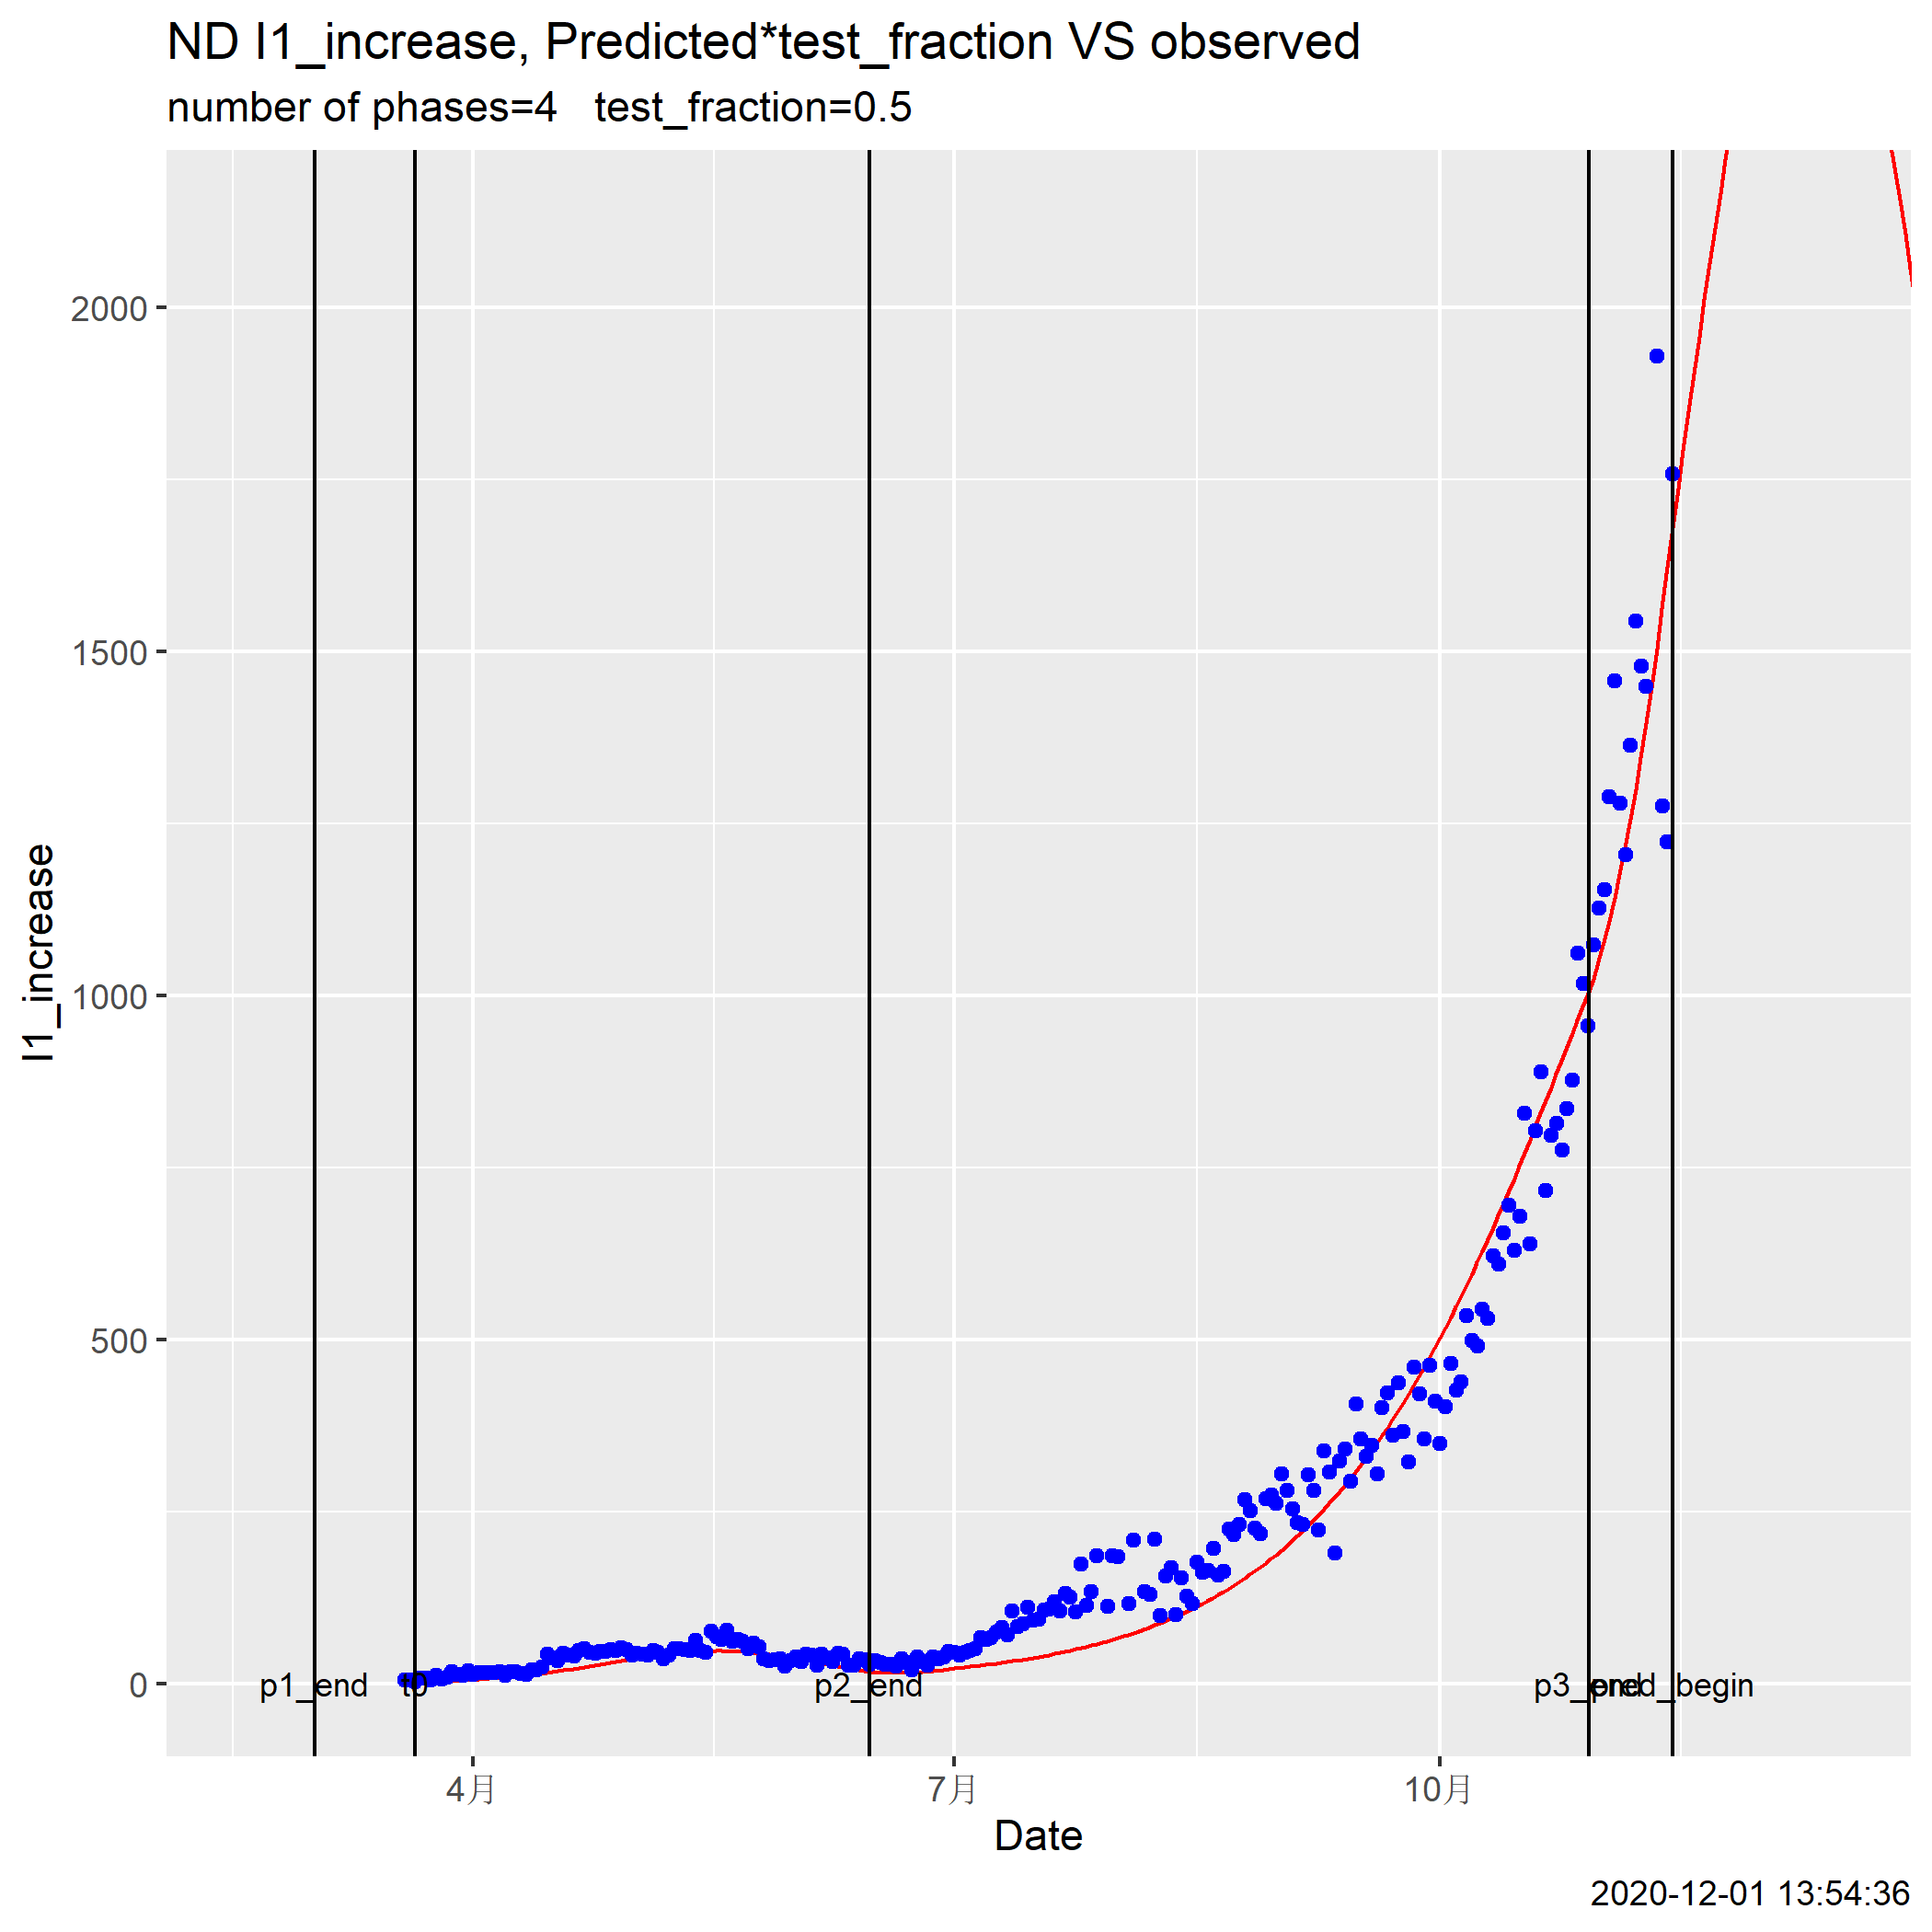 ND I1_increase, Predicted*test_fraction VS observed
number of phases=4   test_fraction=0.5
I1_increase
2000
1500
1000
500
0
p1_end
t0
p2_end
p3_end
pred_begin
4月
7月
10月
Date
2020-12-01 13:54:36